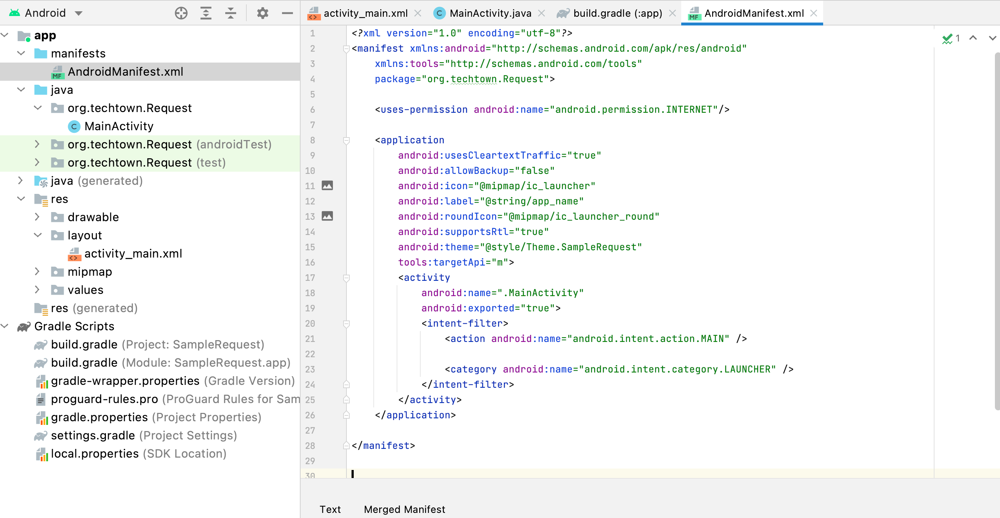 Android
app
manifests
AndroidManifest.xml
java
org.techtown.Request
MainActivity
org.techtown.Request (androidTest)
org.techtown.Request (test)
java (generated)
res
drawable
layout
activity_main.xml
mipmap
values
res (generated)
Gradle Scripts
build.gradle (Project: SampleRequest)
build.gradle (Module: SampleRequest.app)
gradle-wrapper.properties (Gradle Version)
proguard-rules.pro (ProGuard Rules for Sam
gradle.properties (Project Properties)
settings.gradle (Project Settings)
local.properties (SDK Location)
activity_main.xml MainActivity.java build.gradle (:app) AndroidManifest.xml
1 <?xml version="1.0" encoding="utf-8"?>
2 <manifest xmlns:android="http://schemas.android.com/apk/res/android"
3 xmlns:tools="http://schemas.android.com/tools"
4 package="org.techtown.Request">
5
6 <uses-permission android:name="android.permission.INTERNET"/>
7
8 <application
9 android:usesCleartextTraffic="true"
10 android:allowBackup="false"
11 android:icon="@mipmap/ic_launcher"
12 android:label="@string/app_name"
13 android:roundIcon="@mipmap/ic_launcher_round"
14 android:supportsRtl="true"
15 android:theme="@style/Theme.SampleRequest"
16 tools:targetApi="m">
17 <activity
18 android:name=".MainActivity"
19 android:exported="true">
20 <intent-filter>
21 <action android:name="android.intent.action.MAIN" />
22
23 <category android:name="android.intent.category.LAUNCHER" />
24 </intent-filter>
25 </activity>
26 </application>
27
28 </manifest>
29
30
1
Text Merged Manifest